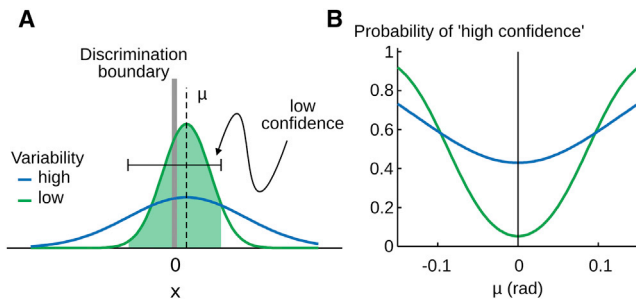 A
Discrimination
boundary
μ
low
confidence
Variability
high
low
0
x
B
Probability of 'high confidence'
1
0.8
0.6
0.4
0.2
0
-0.1
0
0.1
μ (rad)